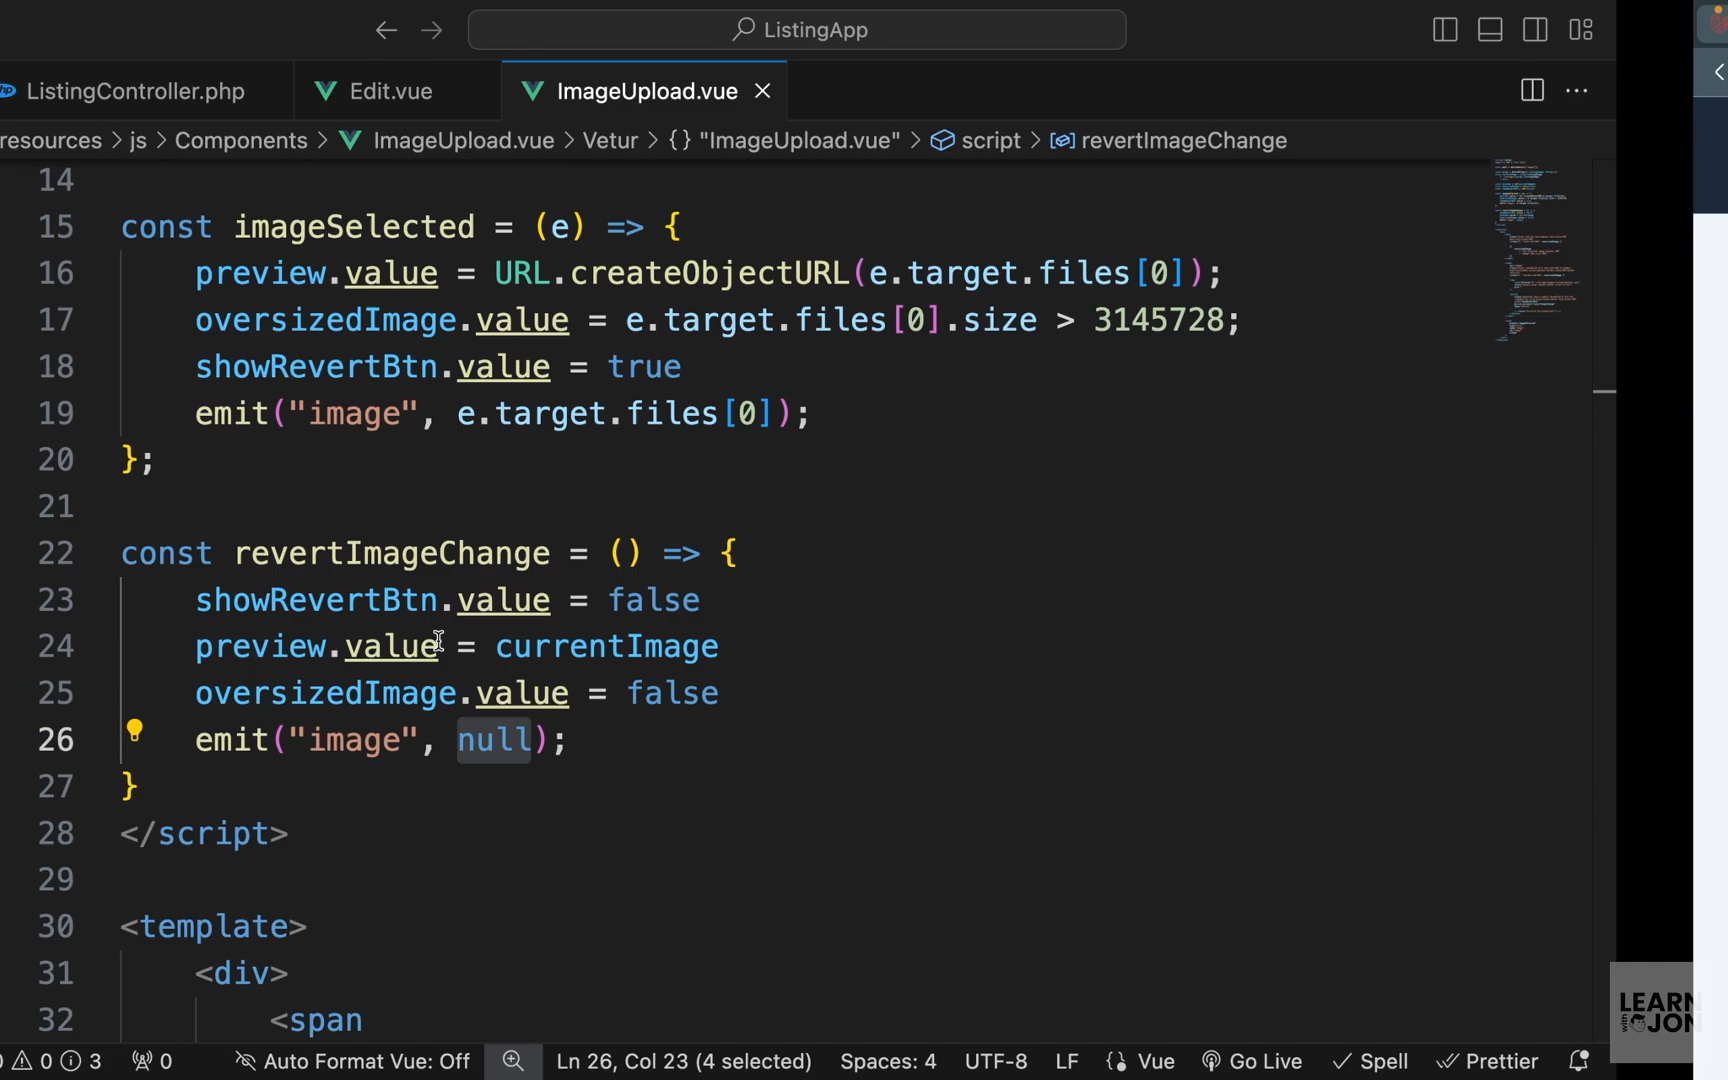 ListingApp
ListingController.php Edit.vue ImageUpload.vue
resources > js > Components > ImageUpload.vue > Vetur > {} "ImageUpload.vue" > script > revertImageChange
14
15 const imageSelected = (e) => {
16 preview.value = URL.createObjectURL(e.target.files[0]);
17 oversizedImage.value = e.target.files[0].size > 3145728;
18 showRevertBtn.value = true
19 emit("image", e.target.files[0]);
20 };
21
22 const revertImageChange = () => {
23 showRevertBtn.value = false
24 preview.value = currentImage
25 oversizedImage.value = false
26 emit("image", null);
27 }
28 </script>
29
30 <template>
31 <div>
32 <span
0 3 0 Auto Format Vue: Off Ln 26, Col 23 (4 selected) Spaces: 4 UTF-8 LF Vue Go Live Spell Prettier
LEARN
with JON